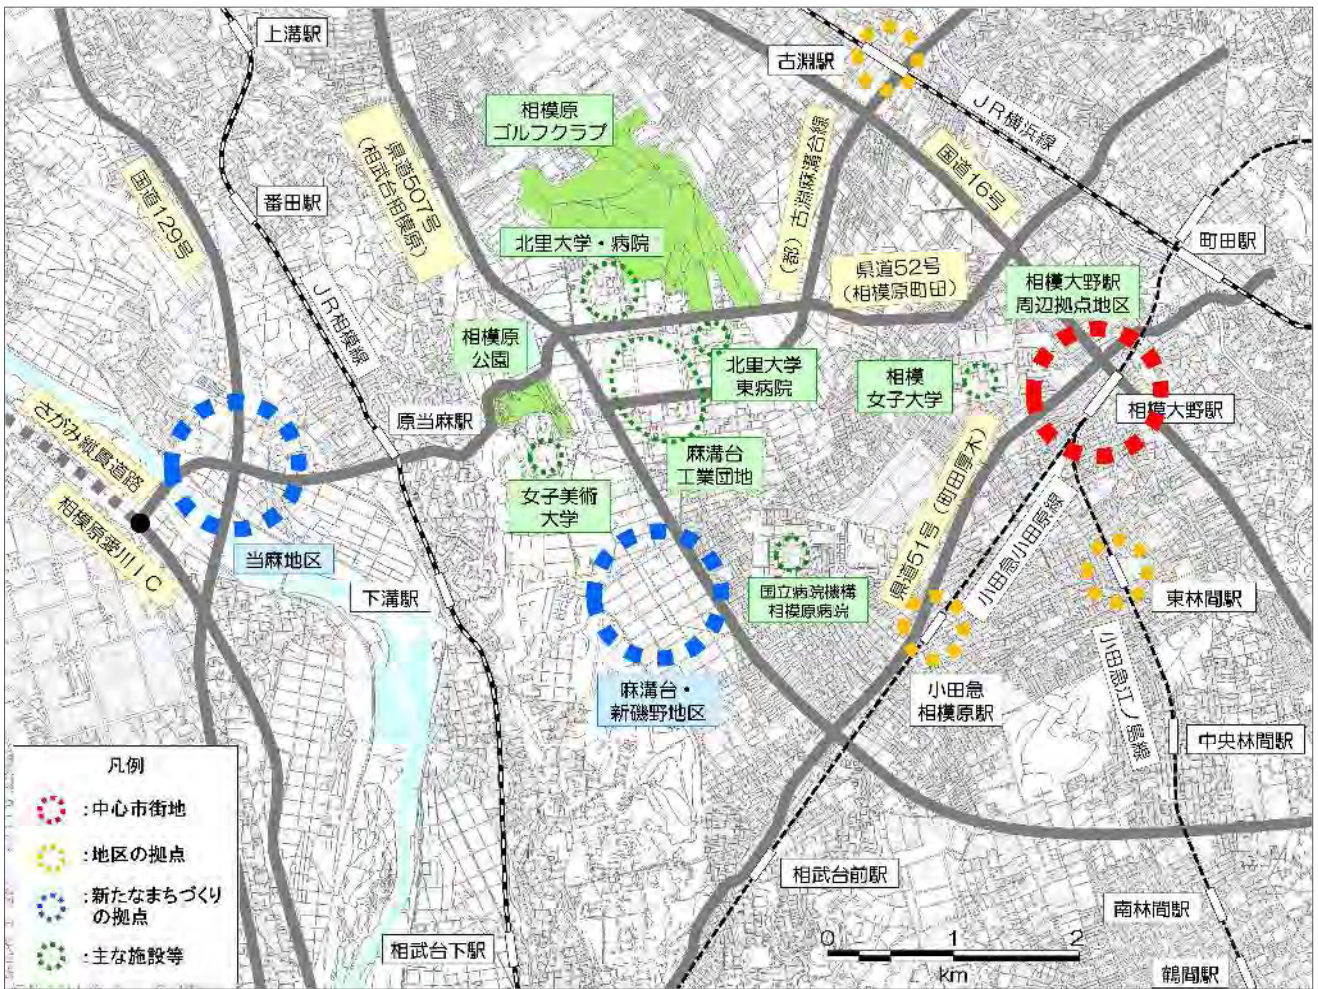 上溝駅
古淵駅
相模原
ゴルフクラブ
JR横浜線
県道507号
(相武台相模原)
(都)古淵麻溝台線
国道16号
国道129号
番田駅
北里大学・病院
町田駅
県道52号
(相模原町田)
相模大野駅
周辺拠点地区
JR相模線
相模原
公園
北里大学
東病院
相模
女子大学
相模大野駅
さがみ縦貫道路
原当麻駅
麻溝台
工業団地
県道51号(町田厚木)
女子美術
大学
相模原愛川IC
当麻地区
小田急小田原線
国立病院機構
相模原病院
下溝駅
東林間駅
麻溝台・
新磯野地区
小田急
相模原駅
小田急江ノ島線
中央林間駅
凡例
:中心市街地
:地区の拠点
:新たなまちづくり
の拠点
:主な施設等
相武台前駅
南林間駅
相武台下駅
0 1 2
km
鶴間駅